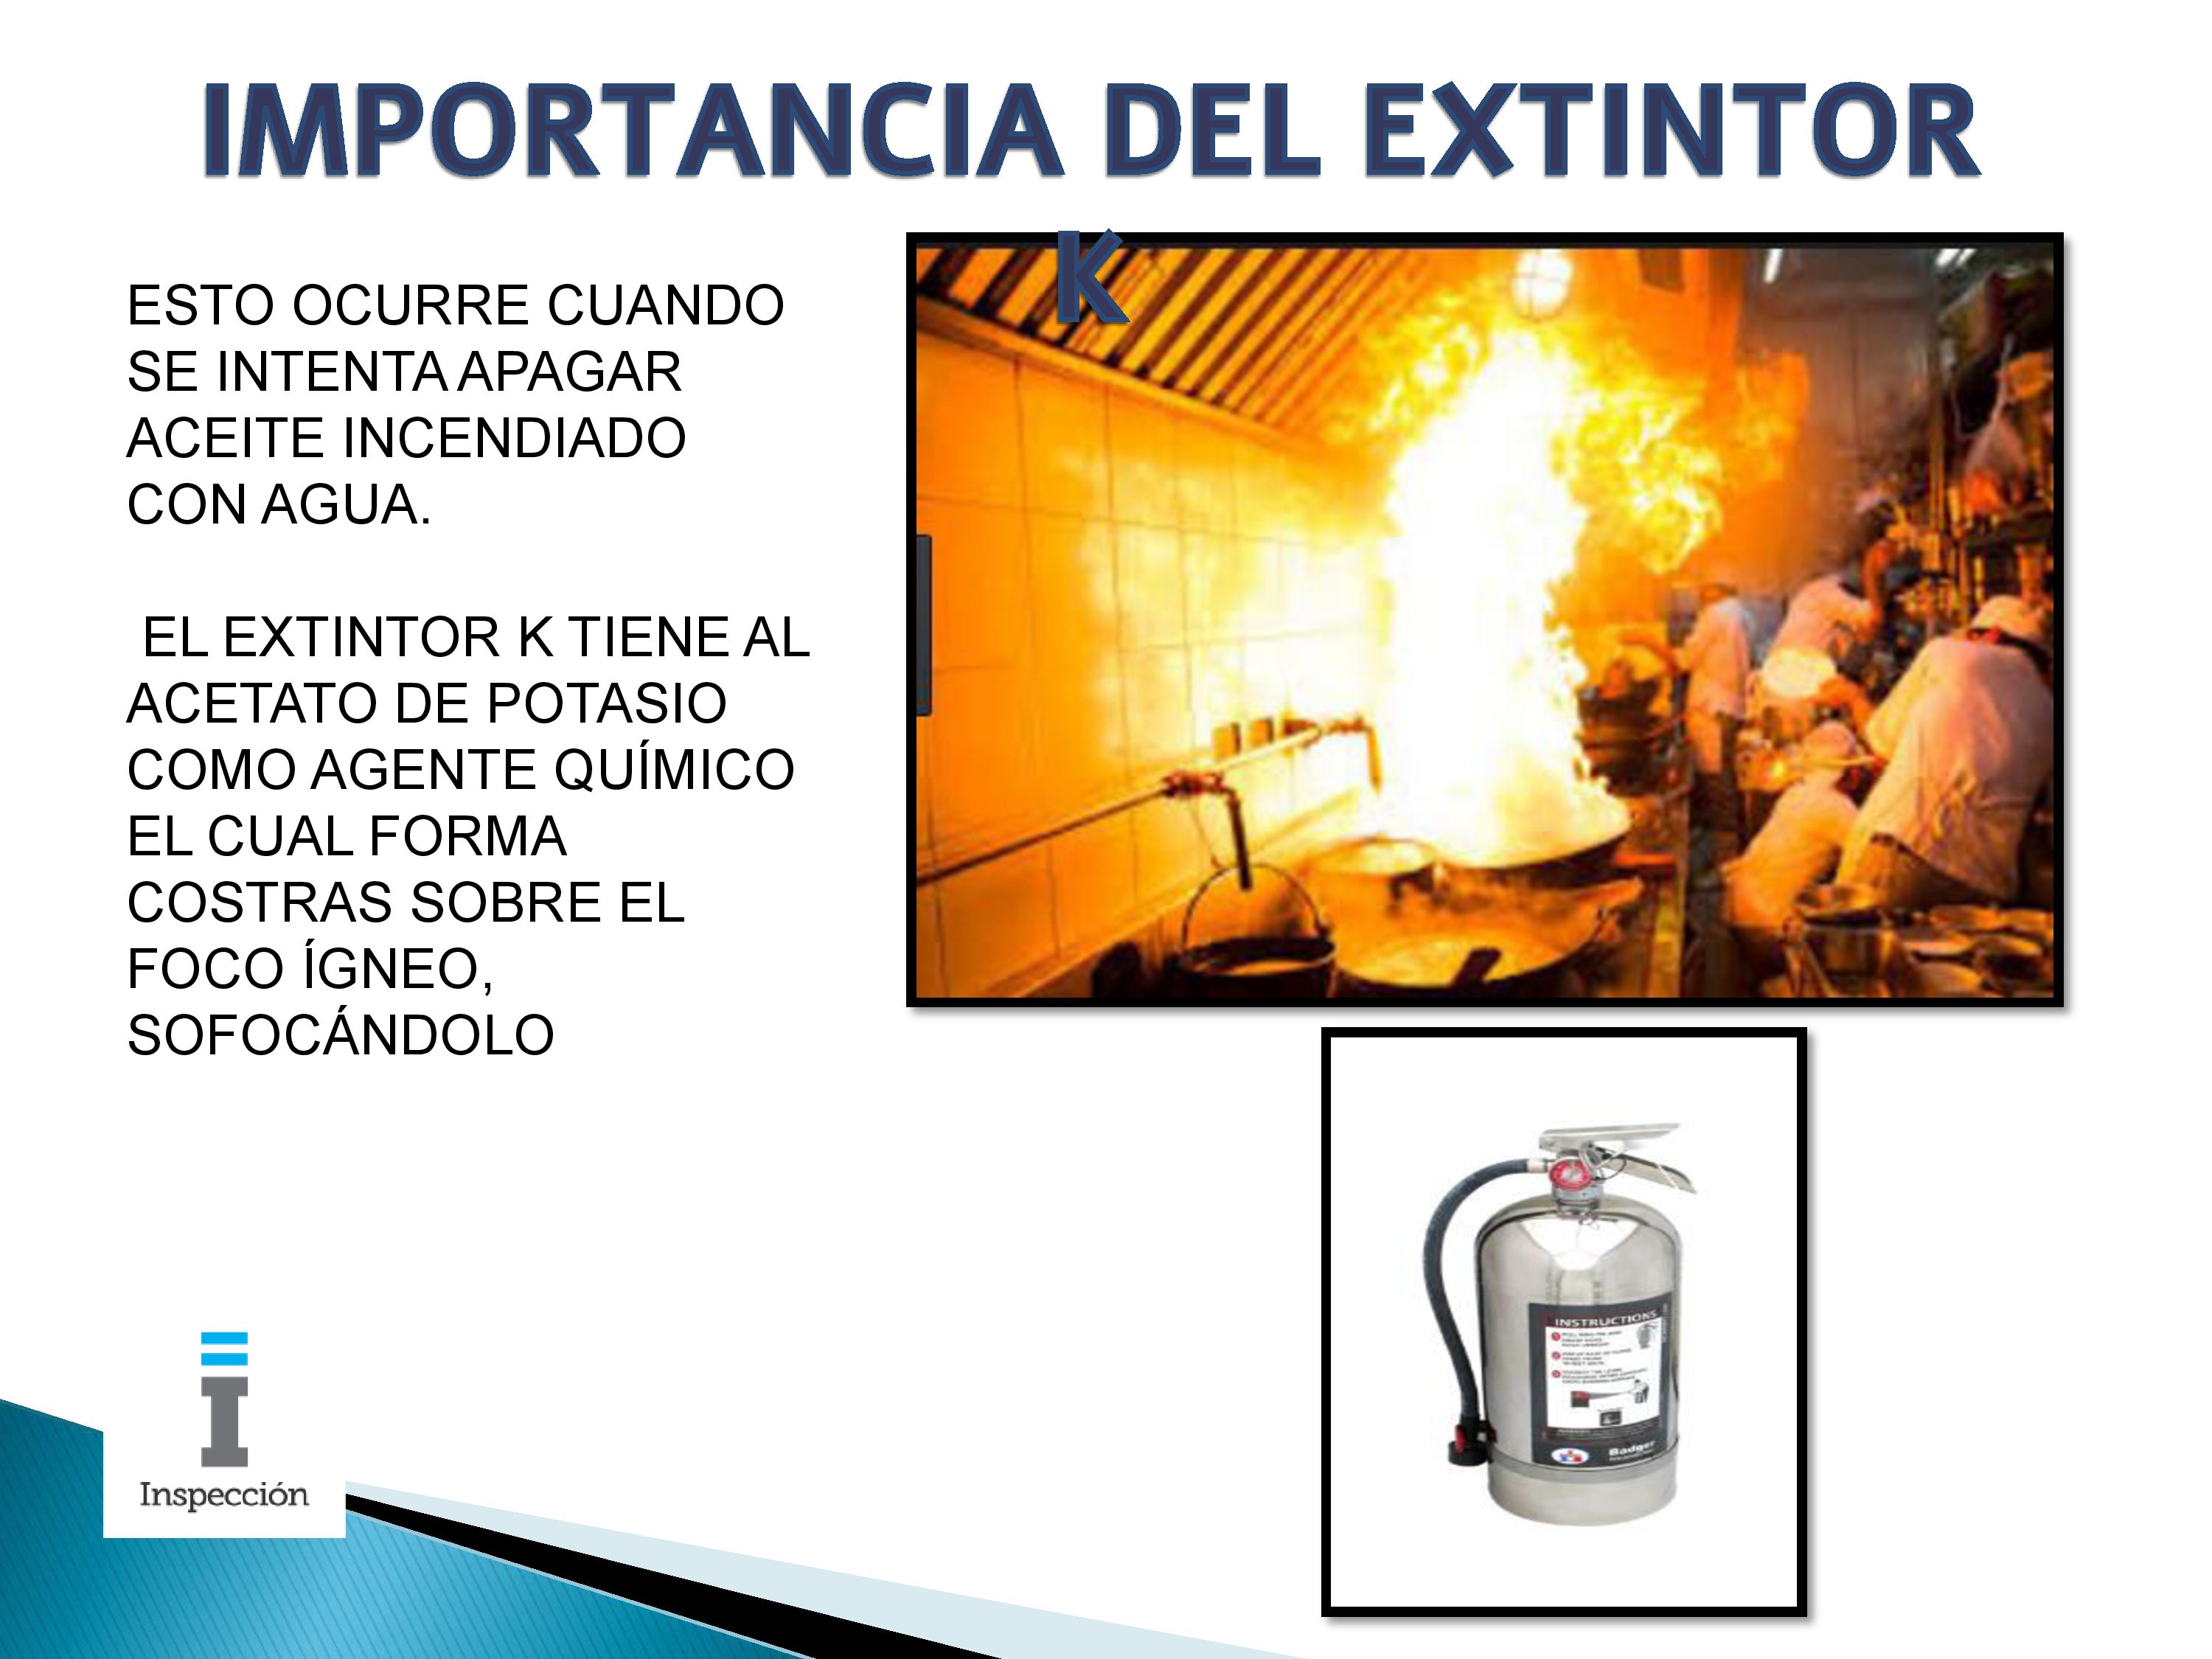 IMPORTANCIA DEL EXTINTOR
K
ESTO OCURRE CUANDO
SE INTENTA APAGAR
ACEITE INCENDIADO
CON AGUA.
EL EXTINTOR K TIENE AL
ACETATO DE POTASIO
COMO AGENTE QUÍMICO
EL CUAL FORMA
COSTRAS SOBRE EL
FOCO ÍGNEO,
SOFOCÁNDOLO
INSTRUCTIONS
Badger
Inspección